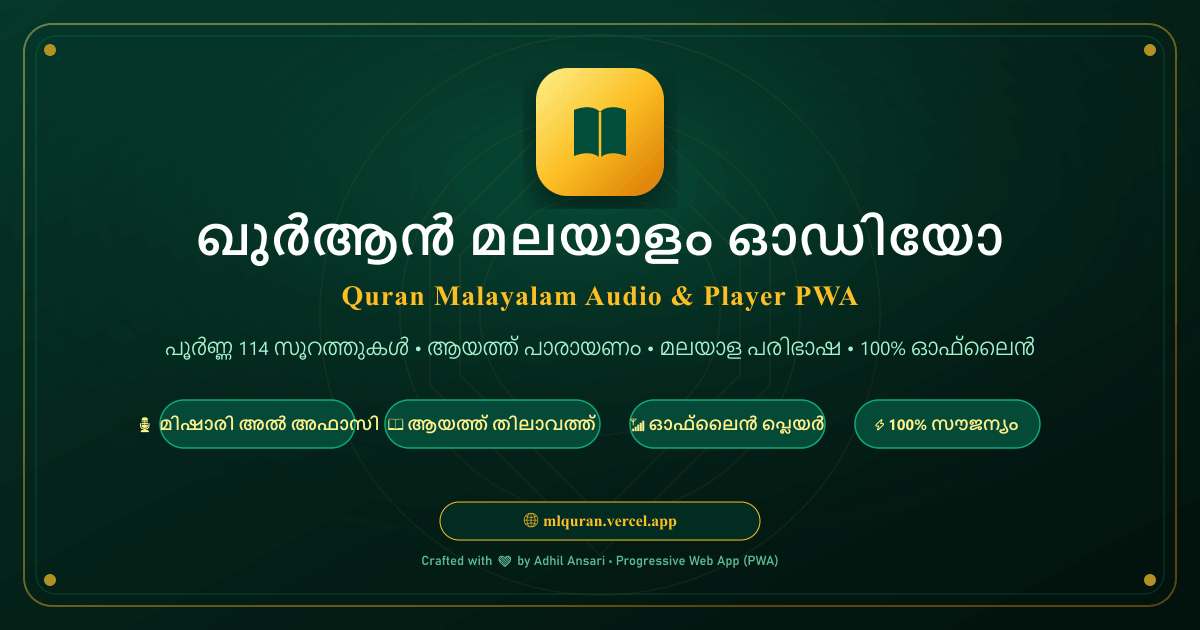 ഖുർആൻ മലയാളം ഓഡിയോ
Quran Malayalam Audio & Player PWA
പൂർണ്ണ 114 സൂറത്തുകൾ • ആയത്ത് പാരായണം • മലയാള പരിഭാഷ • 100% ഓഫ്‌ലൈൻ
🎙 മിഷാരി അൽ അഫാസി 📖 ആയത്ത് തിലാവത്ത് 📶 ഓഫ്‌ലൈൻ പ്ലെയർ ⚡ 100% സൗജന്യം
🌐 mlquran.vercel.app
Crafted with 💚 by Adhil Ansari • Progressive Web App (PWA)